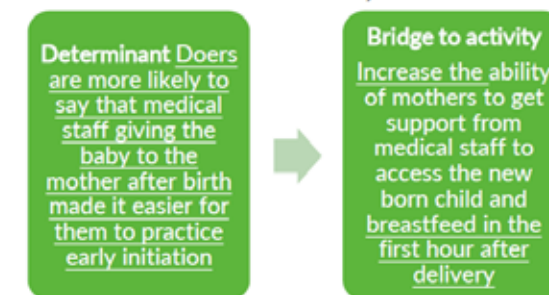 Determinant Doers
are more likely to
say that medical
staff giving the
baby to the
mother after birth
made it easier for
them to practice
early initiation
Bridge to activity
Increase the ability
of mothers to get
support from
medical staff to
access the new
born child and
breastfeed in the
first hour after
delivery